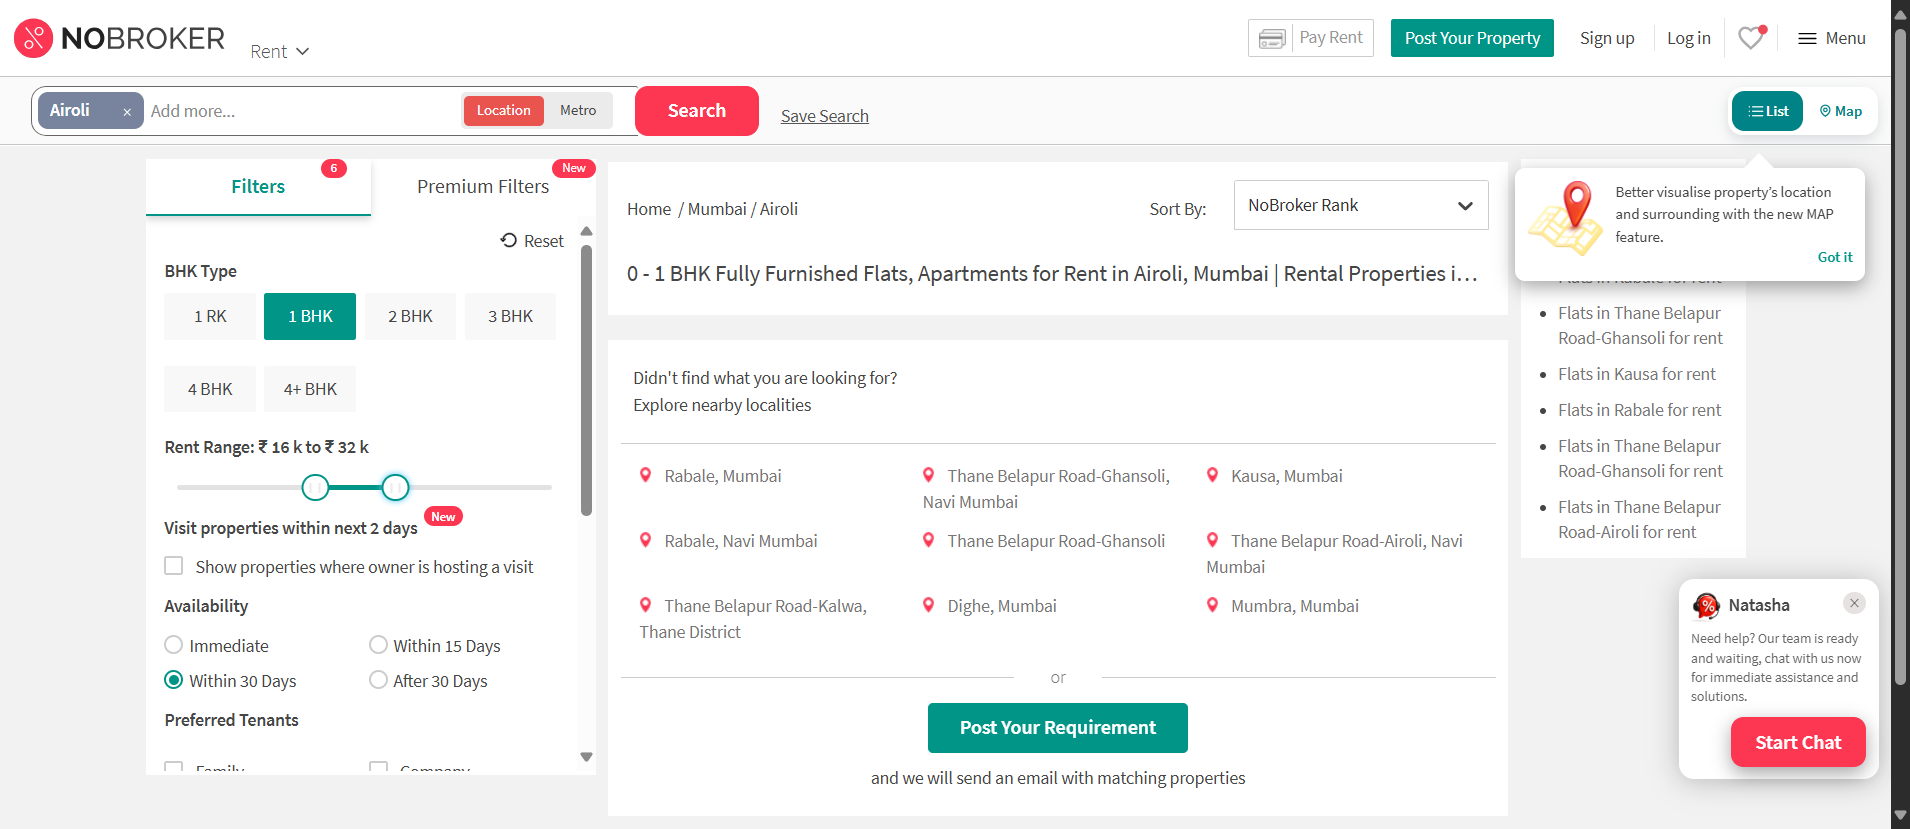 NOBROKER
Rent
Pay Rent
Post Your Property
Sign up
Log in
Menu
Airoli ×
Add more...
Location
Metro
Search
Save Search
List
Map
Filters
6
Premium Filters
New
Reset
BHK Type
1 RK
1 BHK
2 BHK
3 BHK
4 BHK
4+ BHK
Rent Range: ₹ 16 k to ₹ 32 k
Visit properties within next 2 days
New
Show properties where owner is hosting a visit
Availability
Immediate
Within 15 Days
Within 30 Days
After 30 Days
Preferred Tenants
Family
Company
Home / Mumbai / Airoli
Sort By:
NoBroker Rank
0 - 1 BHK Fully Furnished Flats, Apartments for Rent in Airoli, Mumbai | Rental Properties i...
Didn't find what you are looking for?
Explore nearby localities
Rabale, Mumbai
Thane Belapur Road-Ghansoli,
Navi Mumbai
Kausa, Mumbai
Rabale, Navi Mumbai
Thane Belapur Road-Ghansoli
Thane Belapur Road-Airoli, Navi
Mumbai
Thane Belapur Road-Kalwa,
Thane District
Dighe, Mumbai
Mumbra, Mumbai
or
Post Your Requirement
and we will send an email with matching properties
Better visualise property's location
and surrounding with the new MAP
feature.
Got it
Flats in Rabale for rent
Flats in Thane Belapur
Road-Ghansoli for rent
Flats in Kausa for rent
Flats in Rabale for rent
Flats in Thane Belapur
Road-Ghansoli for rent
Flats in Thane Belapur
Road-Airoli for rent
Natasha
Need help? Our team is ready
and waiting, chat with us now
for immediate assistance and
solutions.
Start Chat